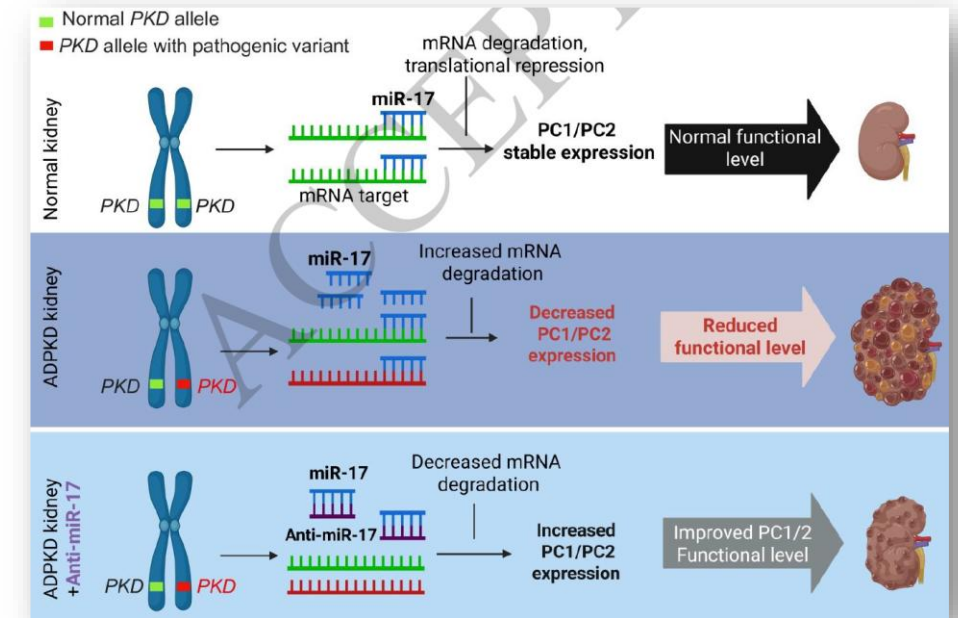 Normal PKD allele
PKD allele with pathogenic variant
Normal kidney
PKD
PKD
miR-17
mRNA target
mRNA degradation,
translational repression
PC1/PC2
stable expression
Normal functional
level
ADPKD kidney
PKD
PKD
miR-17
Increased mRNA
degradation
Decreased
PC1/PC2
expression
Reduced
functional level
ADPKD kidney
+Anti-miR-17
PKD
PKD
miR-17
Anti-miR-17
Decreased mRNA
degradation
Increased
PC1/PC2
expression
Improved PC1/2
Functional level
ACCEPT